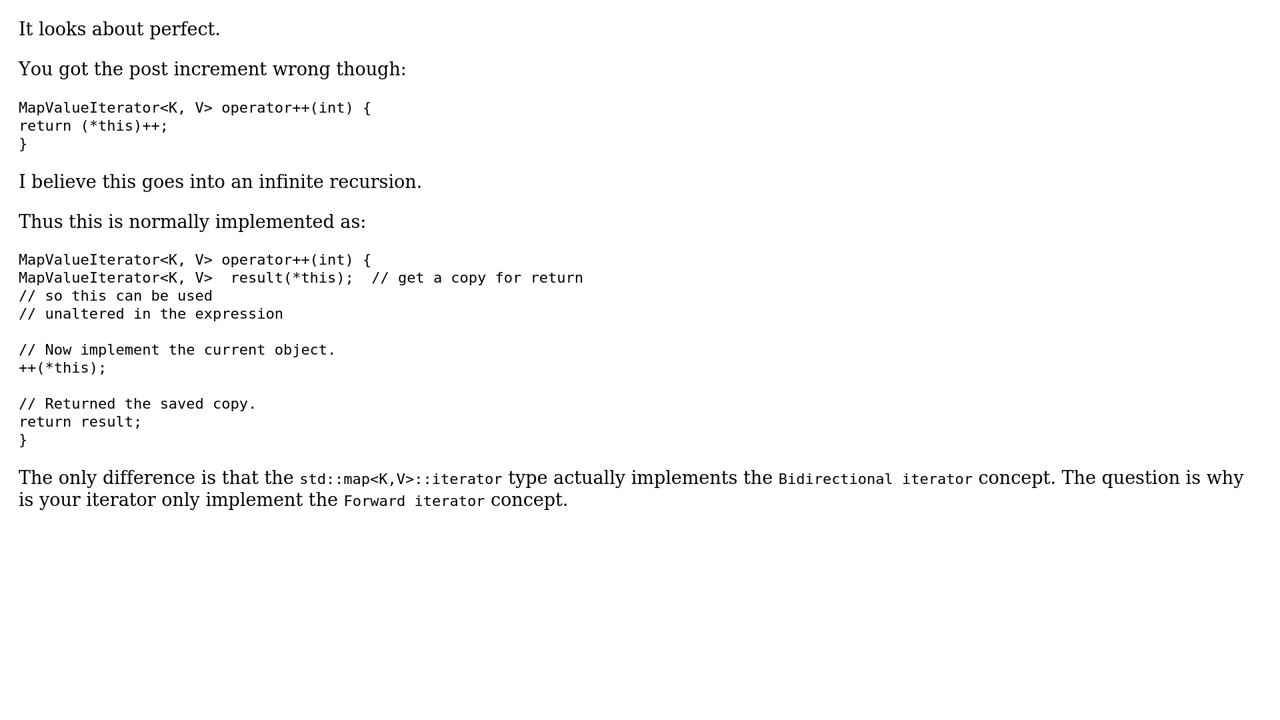 It looks about perfect.
You got the post increment wrong though:
MapValueIterator<K, V> operator++(int) {
return (*this)++;
}
I believe this goes into an infinite recursion.
Thus this is normally implemented as:
MapValueIterator<K, V> operator++(int) {
MapValueIterator<K, V>  result(*this);  // get a copy for return
// so this can be used
// unaltered in the expression
// Now implement the current object.
++(*this);
// Returned the saved copy.
return result;
}
The only difference is that the std::map<K,V>::iterator type actually implements the Bidirectional iterator concept. The question is why
is your iterator only implement the Forward iterator concept.